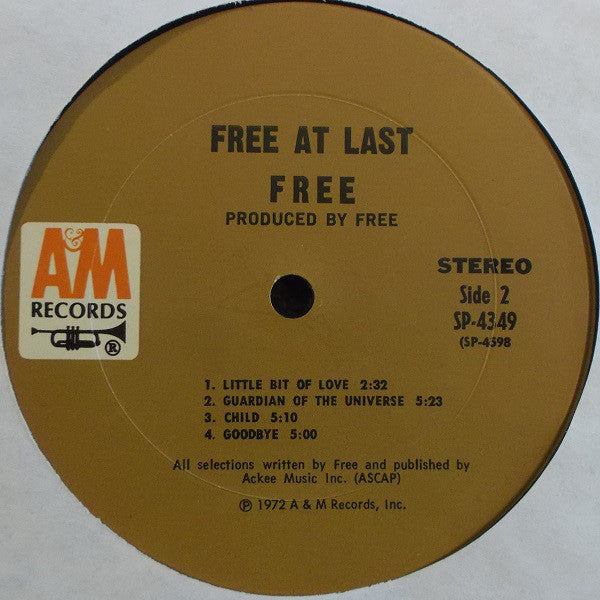 FREE AT LAST
FREE
PRODUCED BY FREE
A&M
RECORDS
®
STEREO
Side 2
SP-4349
(SP-4398
1. LITTLE BIT OF LOVE 2:32
2. GUARDIAN OF THE UNIVERSE 5:23
3. CHILD 5:10
4. GOODBYE 5:00
All selections written by Free and published by
Ackee Music Inc. (ASCAP)
℗ 1972 A & M Records, Inc.